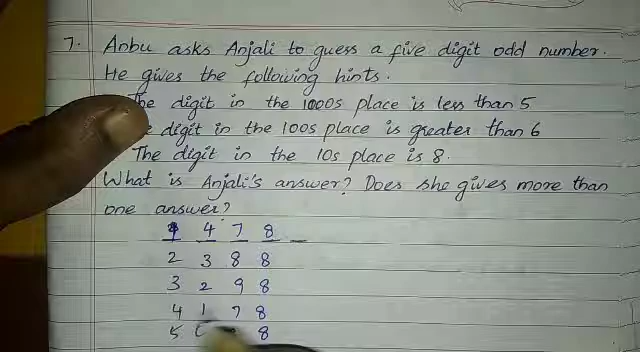 7. Anbu asks Anjali to guess a five digit odd number.
He gives the following hints.
The digit in the 1000s place is less than 5
digit in the 100s place is greater than 6
The digit in the 10s place is 8.
What is Anjali's answer? Does she gives more than
one answer?
4 7 8 _
2 3 8 8
3 2 9 8
4 1 7 8
5 8